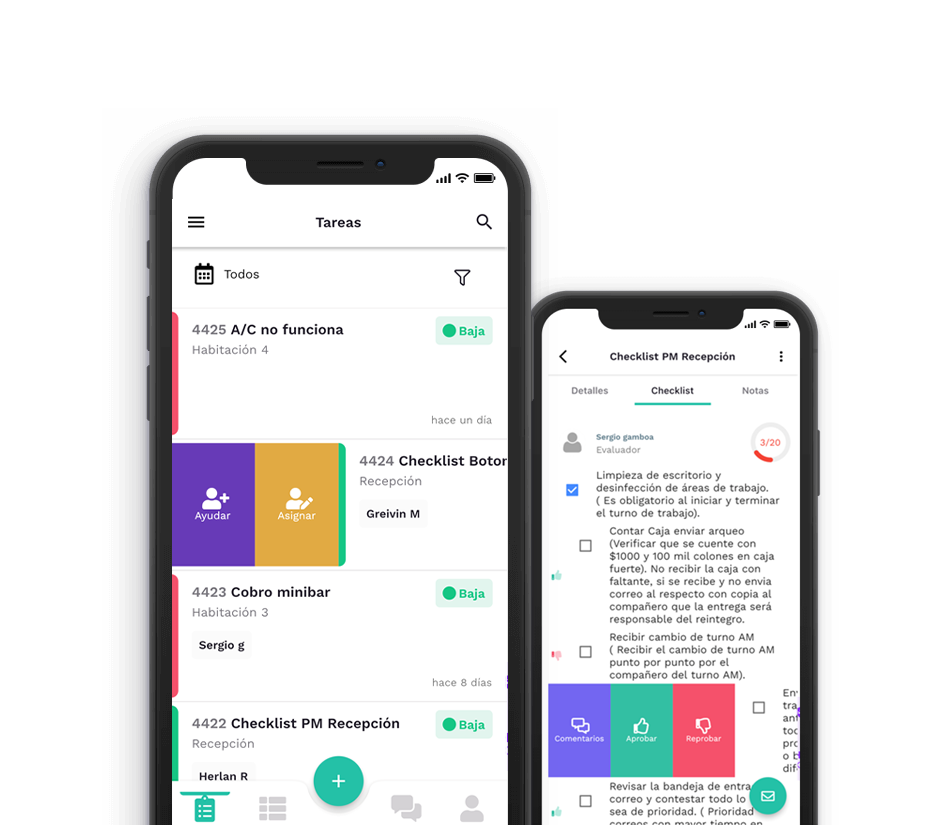 Tareas
Todos
4425 A/C no funciona
Baja
Habitación 4
hace un día
Ayudar
Asignar
4424 Checklist Botor
Recepción
Greivin M
4423 Cobro minibar
Baja
Habitación 3
Sergio g
hace 8 días
4422 Checklist PM Recepción
Baja
Recepción
Herlan R
Checklist PM Recepción
Detalles
Checklist
Notas
Sergio gamboa
Evaluador
3/20
Limpieza de escritorio y
desinfección de áreas de trabajo.
( Es obligatorio al iniciar y terminar
el turno de trabajo).
Contar Caja enviar arqueo
(Verificar que se cuente con
$1000 y 100 mil colones en caja
fuerte). No recibir la caja con
faltante, si se recibe y no envia
correo al respecto con copia al
compañero que la entrega será
responsable del reintegro.
Recibir cambio de turno AM
( Recibir el cambio de turno AM
punto por punto por el
compañero del turno AM).
Comentarios
Aprobar
Reprobar
tra
ant
o b
dif
Revisar la bandeja de entra
correo y contestar todo lo
sea de prioridad. ( Prioridad
correos con mayor tiempo en